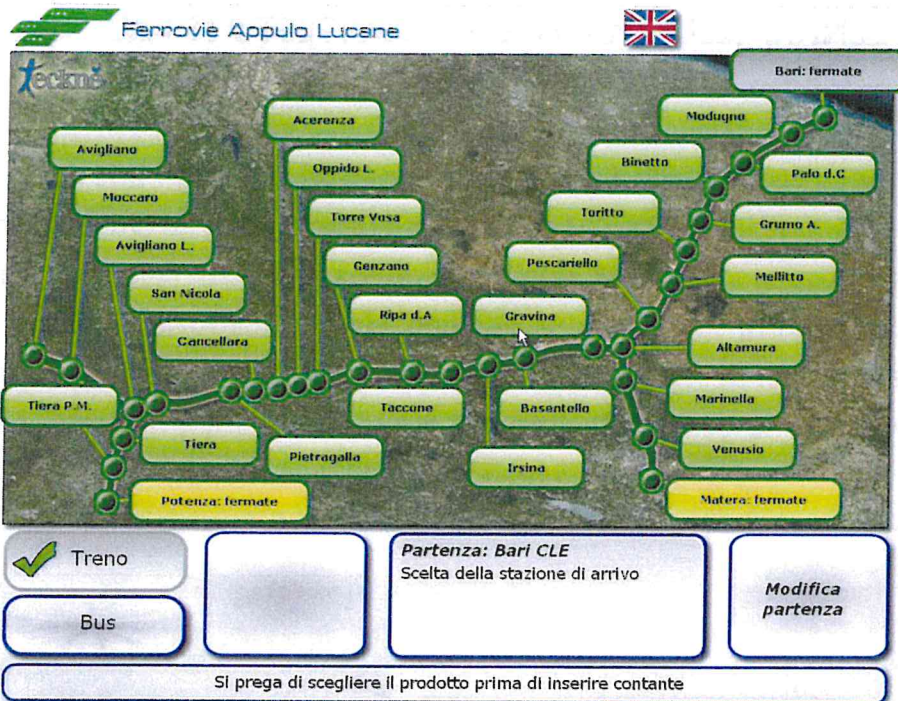 Ferrovie Appulo Lucane
teckne
Bari: fermate
Acerenza
Modugno
Avigliano
Oppido L.
Binetto
Palo d.C
Moccaro
Torre Vosa
Toritto
Grumo A.
Avigliano L.
Genzano
Pescariello
Mellitto
San Nicola
Ripa d.A
Gravina
Cancellara
Altamura
Tiera P.M.
Taccone
Basentello
Marinella
Tiera
Pietragalla
Irsina
Venusio
Potenza: fermate
Matera: fermate
Treno
Bus
Partenza: Bari CLE
Scelta della stazione di arrivo
Modifica
partenza
Si prega di scegliere il prodotto prima di inserire contante